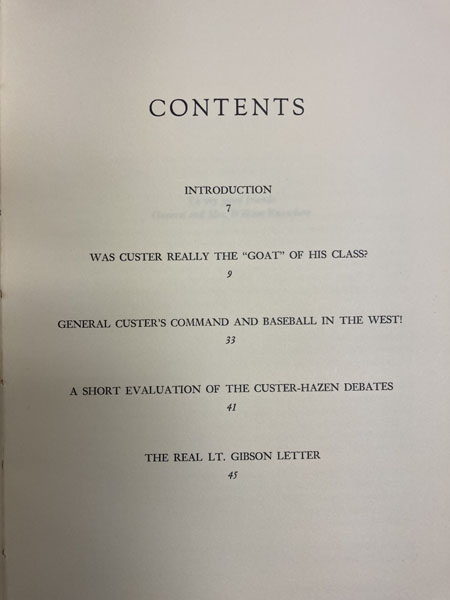 CONTENTS
INTRODUCTION
7
WAS CUSTER REALLY THE “GOAT” OF HIS CLASS?
9
GENERAL CUSTER’S COMMAND AND BASEBALL IN THE WEST!
33
A SHORT EVALUATION OF THE CUSTER-HAZEN DEBATES
41
THE REAL LT. GIBSON LETTER
45